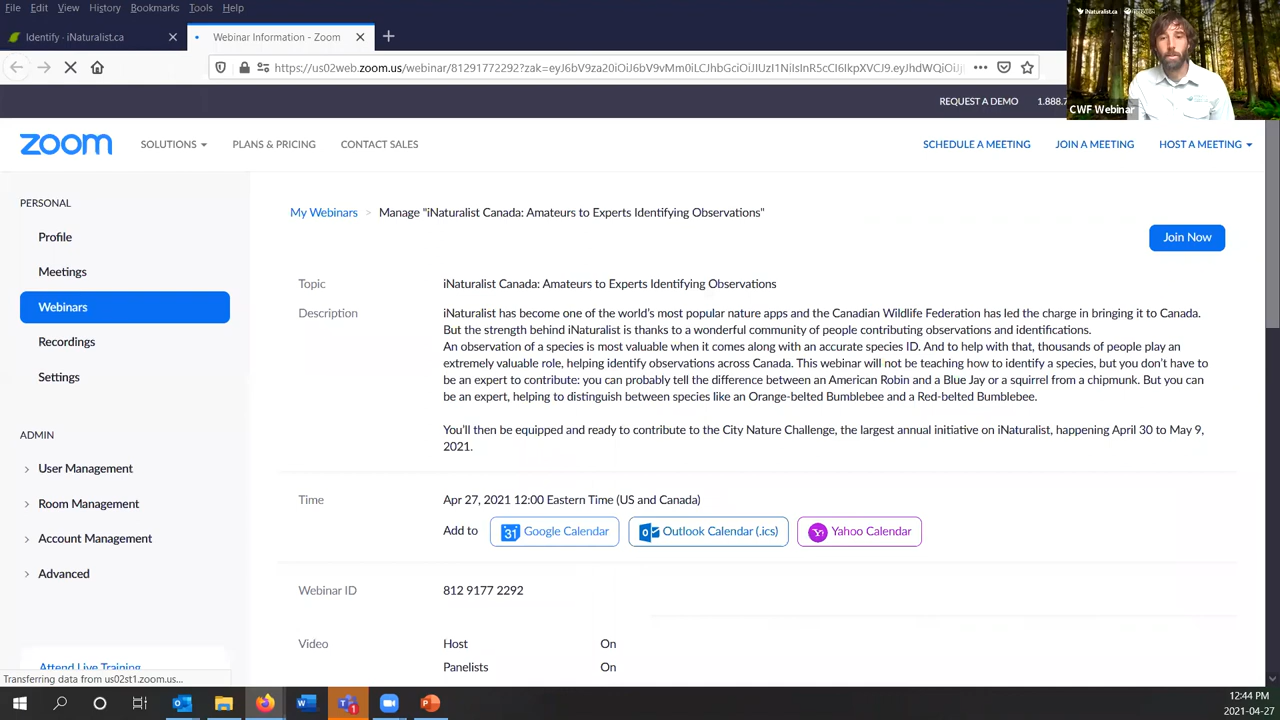 File Edit View History Bookmarks Tools Help
Identify · iNaturalist.ca
Webinar Information - Zoom
https://us02web.zoom.us/webinar/81291772292?zak=
iNaturalist.ca
CWF Webinar
REQUEST A DEMO 1.888.7
zoom SOLUTIONS PLANS & PRICING CONTACT SALES SCHEDULE A MEETING JOIN A MEETING HOST A MEETING
PERSONAL
Profile
Meetings
Webinars
Recordings
Settings
ADMIN
User Management
Room Management
Account Management
Advanced
Attend Live Training
My Webinars > Manage "iNaturalist Canada: Amateurs to Experts Identifying Observations"
Join Now
Topic iNaturalist Canada: Amateurs to Experts Identifying Observations
Description iNaturalist has become one of the world's most popular nature apps and the Canadian Wildlife Federation has led the charge in bringing it to Canada.
But the strength behind iNaturalist is thanks to a wonderful community of people contributing observations and identifications.
An observation of a species is most valuable when it comes along with an accurate species ID. And to help with that, thousands of people play an
extremely valuable role, helping identify observations across Canada. This webinar will not be teaching how to identify a species, but you don't have to
be an expert to contribute: you can probably tell the difference between an American Robin and a Blue Jay or a squirrel from a chipmunk. But you can
be an expert, helping to distinguish between species like an Orange-belted Bumblebee and a Red-belted Bumblebee.
You'll then be equipped and ready to contribute to the City Nature Challenge, the largest annual initiative on iNaturalist, happening April 30 to May 9,
2021.
Time Apr 27, 2021 12:00 Eastern Time (US and Canada)
Add to 31 Google Calendar Outlook Calendar (.ics) Yahoo Calendar
Webinar ID 812 9177 2292
Video Host On
Panelists On
Transferring data from us02st1.zoom.us...
12:44 PM
2021-04-27